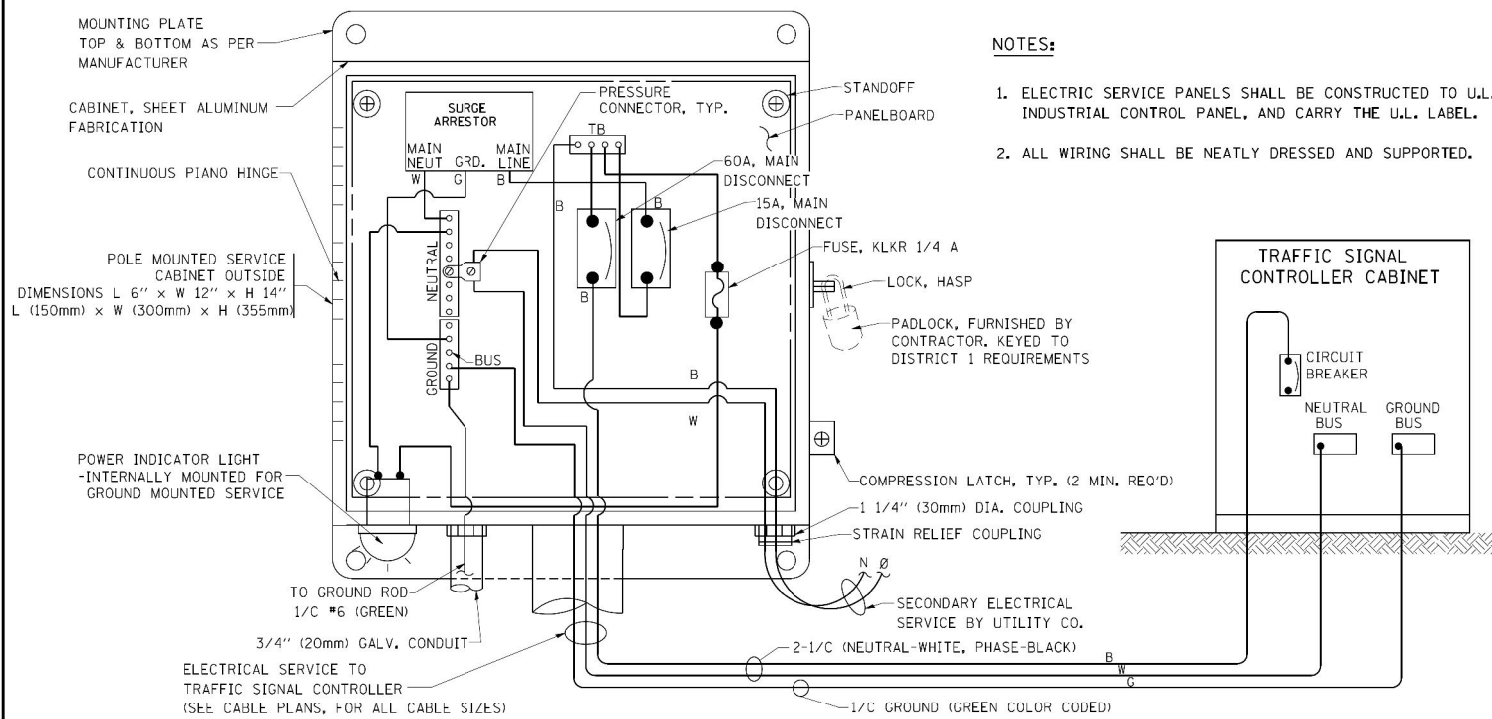 MOUNTING PLATE
TOP & BOTTOM AS PER
MANUFACTURER
CABINET, SHEET ALUMINUM
FABRICATION
CONTINUOUS PIANO HINGE
POLE MOUNTED SERVICE
CABINET OUTSIDE
DIMENSIONS L 6" × W 12" × H 14"
L (150mm) × W (300mm) × H (355mm)
POWER INDICATOR LIGHT
-INTERNALLY MOUNTED FOR
GROUND MOUNTED SERVICE
TO GROUND ROD
1/C #6 (GREEN)
3/4" (20mm) GALV. CONDUIT
ELECTRICAL SERVICE TO
TRAFFIC SIGNAL CONTROLLER
(SEE CABLE PLANS, FOR ALL CABLE SIZES)
SURGE
ARRESTOR
MAIN NEUT
GRD.
MAIN LINE
W
G
B
PRESSURE
CONNECTOR, TYP.
TB
NEUTRAL
GROUND
BUS
B
B
B
B
W
STANDOFF
PANELBOARD
60A, MAIN
DISCONNECT
15A, MAIN
DISCONNECT
FUSE, KLKR 1/4 A
LOCK, HASP
PADLOCK, FURNISHED BY
CONTRACTOR. KEYED TO
DISTRICT 1 REQUIREMENTS
COMPRESSION LATCH, TYP. (2 MIN. REQ'D)
1 1/4" (30mm) DIA. COUPLING
STRAIN RELIEF COUPLING
N Ø
SECONDARY ELECTRICAL
SERVICE BY UTILITY CO.
2-1/C (NEUTRAL-WHITE, PHASE-BLACK)
B
W
G
1/C GROUND (GREEN COLOR CODED)
NOTES:
1. ELECTRIC SERVICE PANELS SHALL BE CONSTRUCTED TO U.L.
INDUSTRIAL CONTROL PANEL, AND CARRY THE U.L. LABEL.
2. ALL WIRING SHALL BE NEATLY DRESSED AND SUPPORTED.
TRAFFIC SIGNAL
CONTROLLER CABINET
CIRCUIT
BREAKER
NEUTRAL
BUS
GROUND
BUS